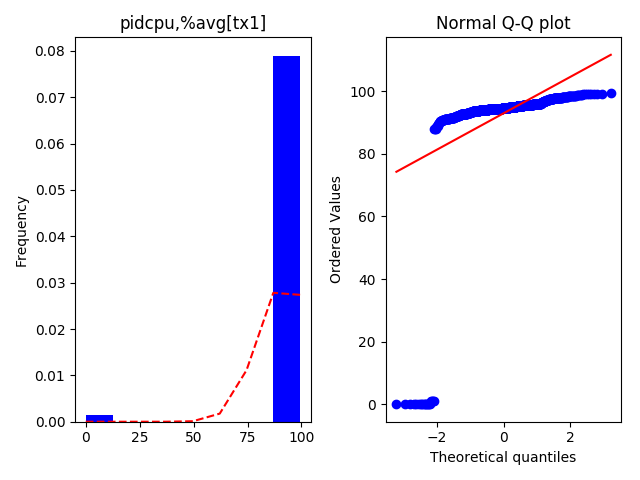 pidcpu,%avg[tx1]
Frequency
0.08
0.07
0.06
0.05
0.04
0.03
0.02
0.01
0.00
0 25 50 75 100
Normal Q-Q plot
Ordered Values
100
80
60
40
20
0
−2 0 2
Theoretical quantiles